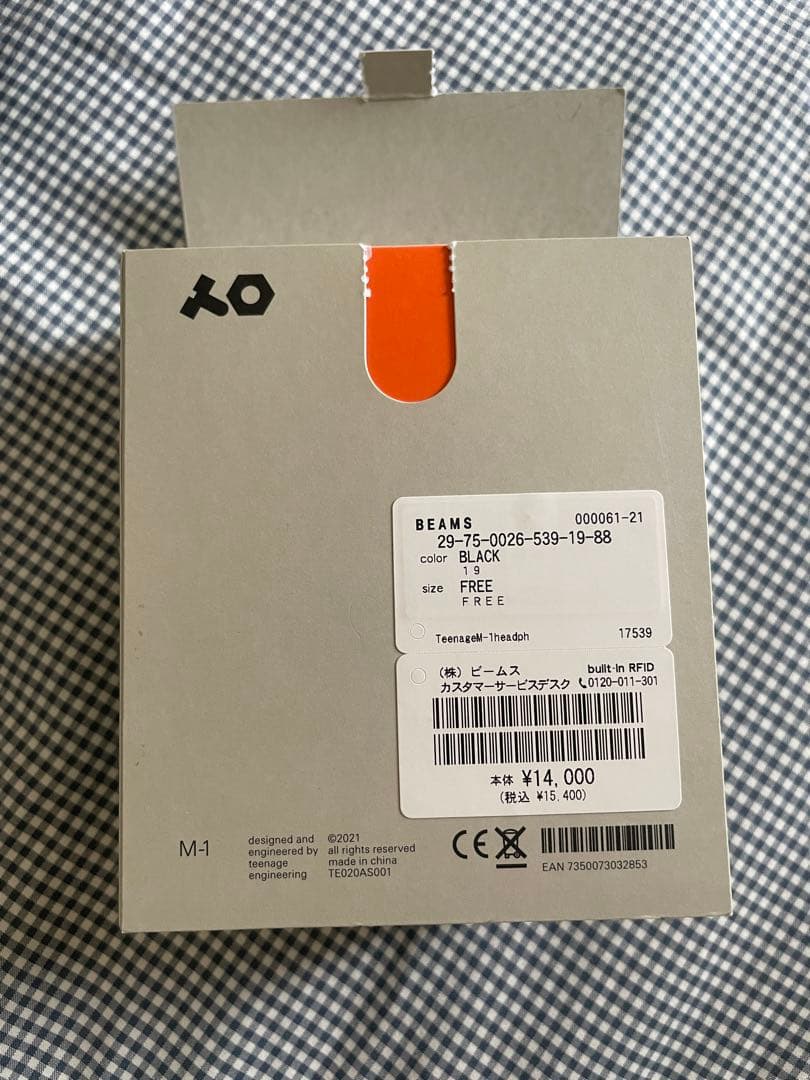 BEAMS 000061-21
29-75-0026-539-19-88
color BLACK
19
size FREE
FREE
TeenageM-1headph 17539
(株) ビームス built-in RFID
カスタマーサービスデスク 0120-011-301
本体 ¥14,000
(税込 ¥15,400)
M-1
designed and
engineered by
teenage
engineering
©2021
all rights reserved
made in china
TE020AS001
CE
EAN 7350073032853